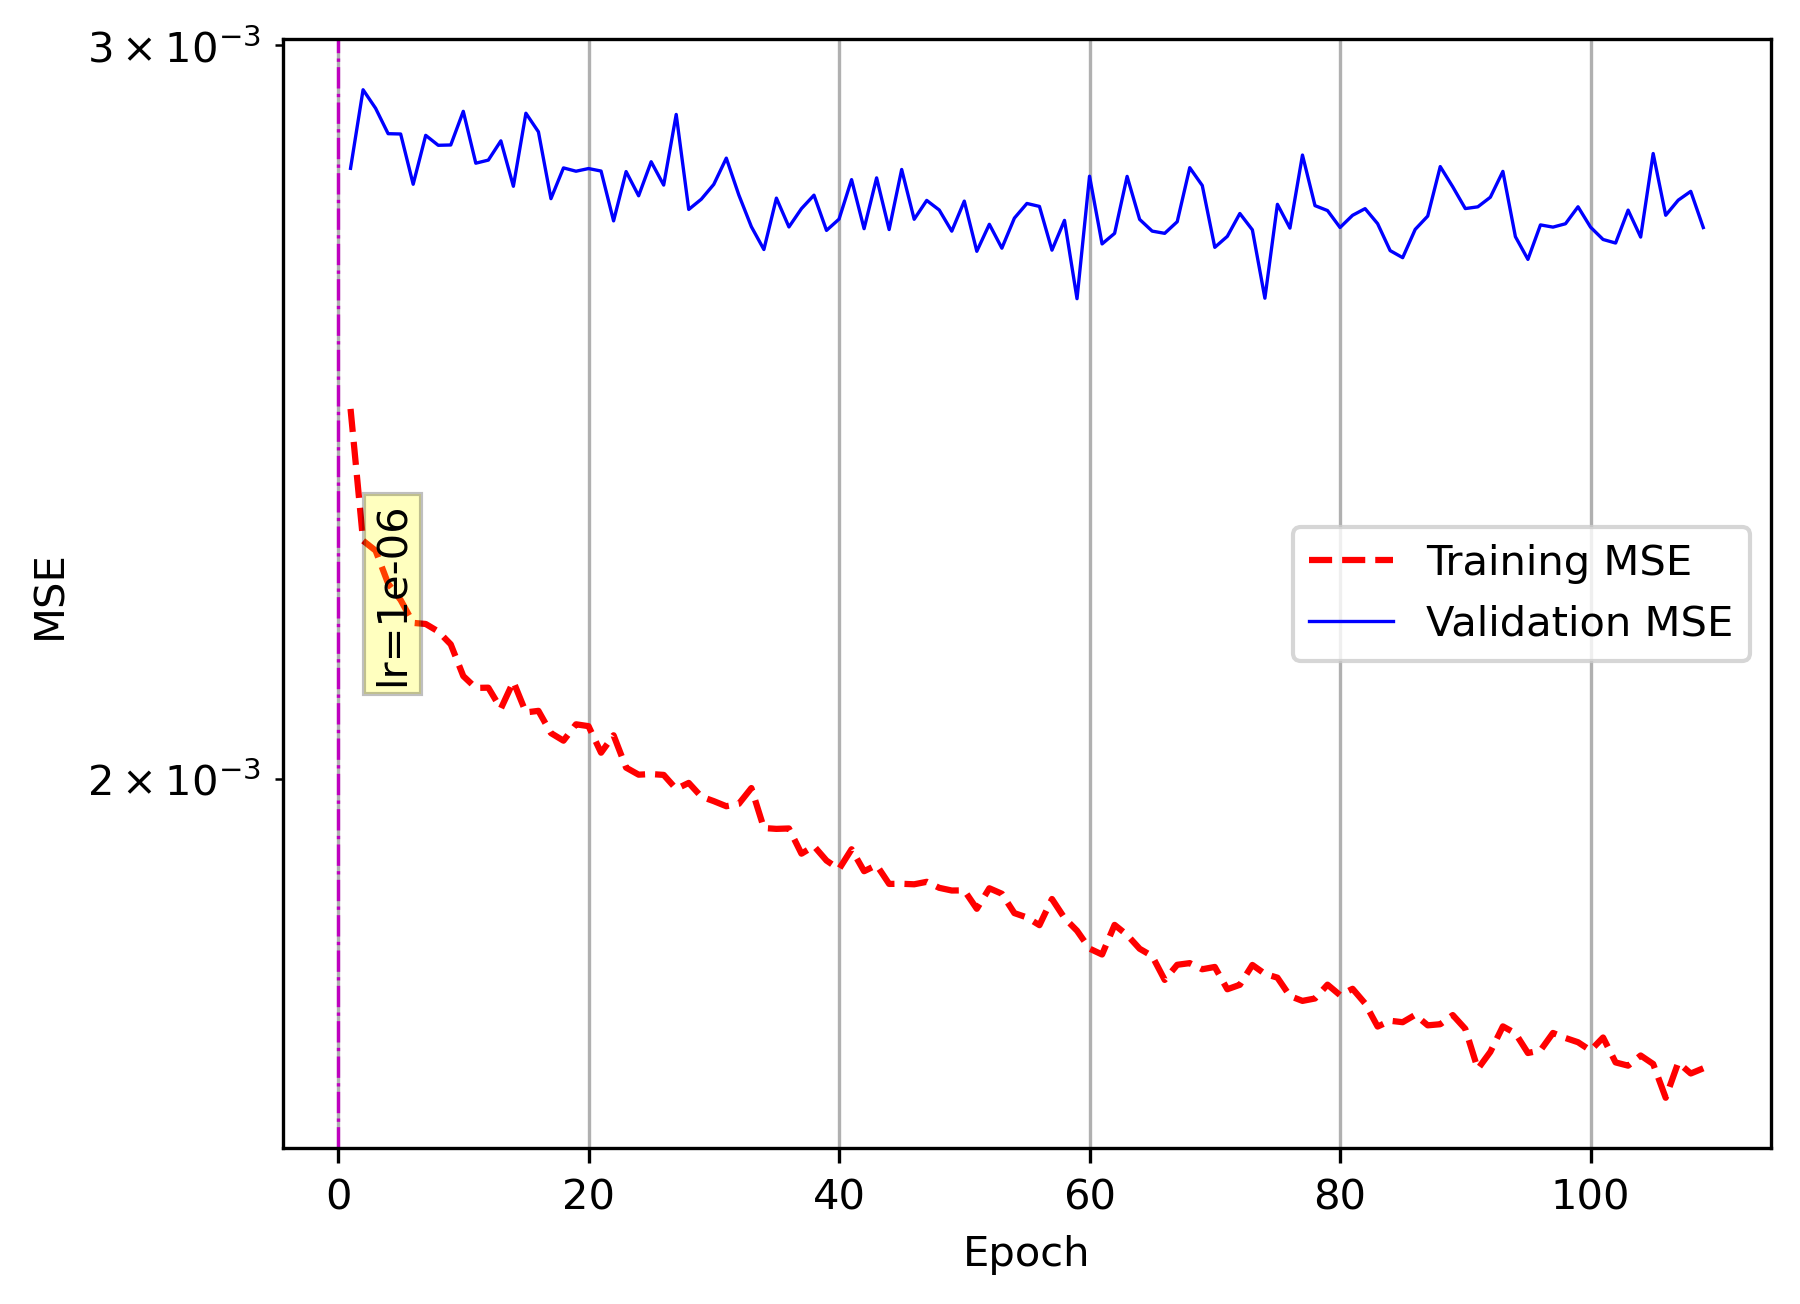 3 × 10⁻³
2 × 10⁻³
MSE
lr=1e-06
Training MSE
Validation MSE
0 20 40 60 80 100
Epoch